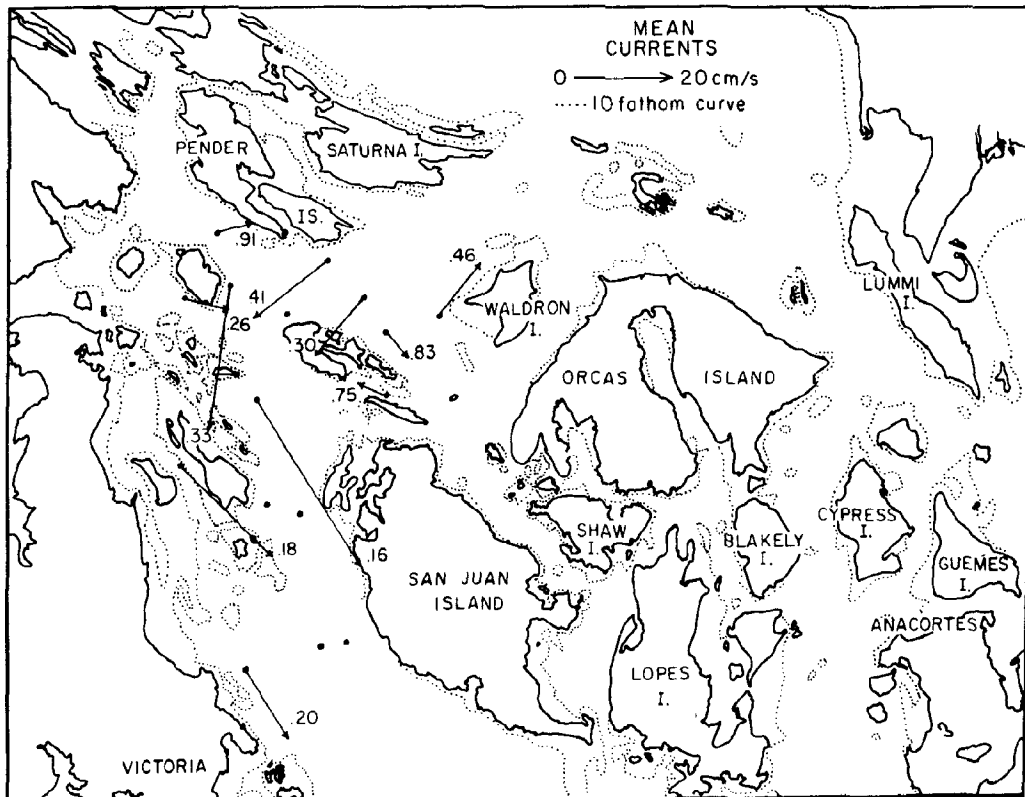 MEAN
CURRENTS
0 20 cm/s
10 fathom curve
PENDER
SATURNA I.
IS.
.91
46
41
WALDRON
I.
LUMMI
I.
.26
30
.83
ORCAS ISLAND
.75
33
CYPRESS
I.
SHAW
I.
BLAKELY
I.
.18
.16
GUEMES
I.
SAN JUAN
ISLAND
ANACORTES
LOPES
I.
.20
VICTORIA